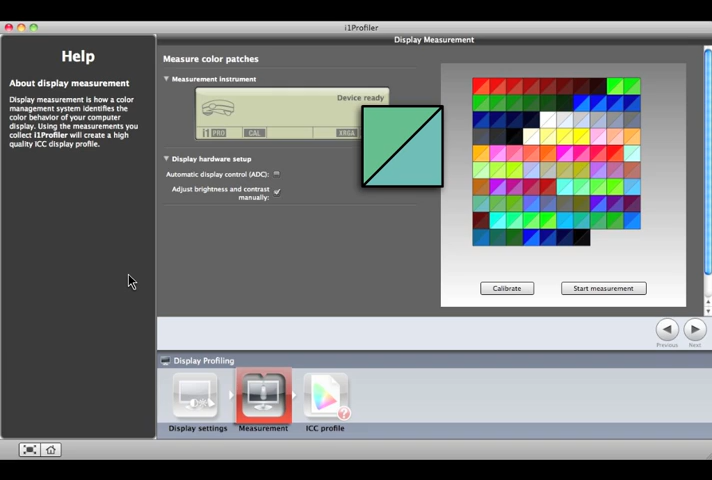 i1Profiler
Display Measurement
Help
About display measurement
Display measurement is how a color
management system identifies the
color behavior of your computer
display. Using the measurements you
collect i1Profiler will create a high
quality ICC display profile.
Measure color patches
Measurement instrument
Device ready
i1 PRO
CAL
XRGA
Display hardware setup
Automatic display control (ADC):
Adjust brightness and contrast
manually:
Calibrate
Start measurement
Previous
Next
Display Profiling
?
Display settings
Measurement
ICC profile